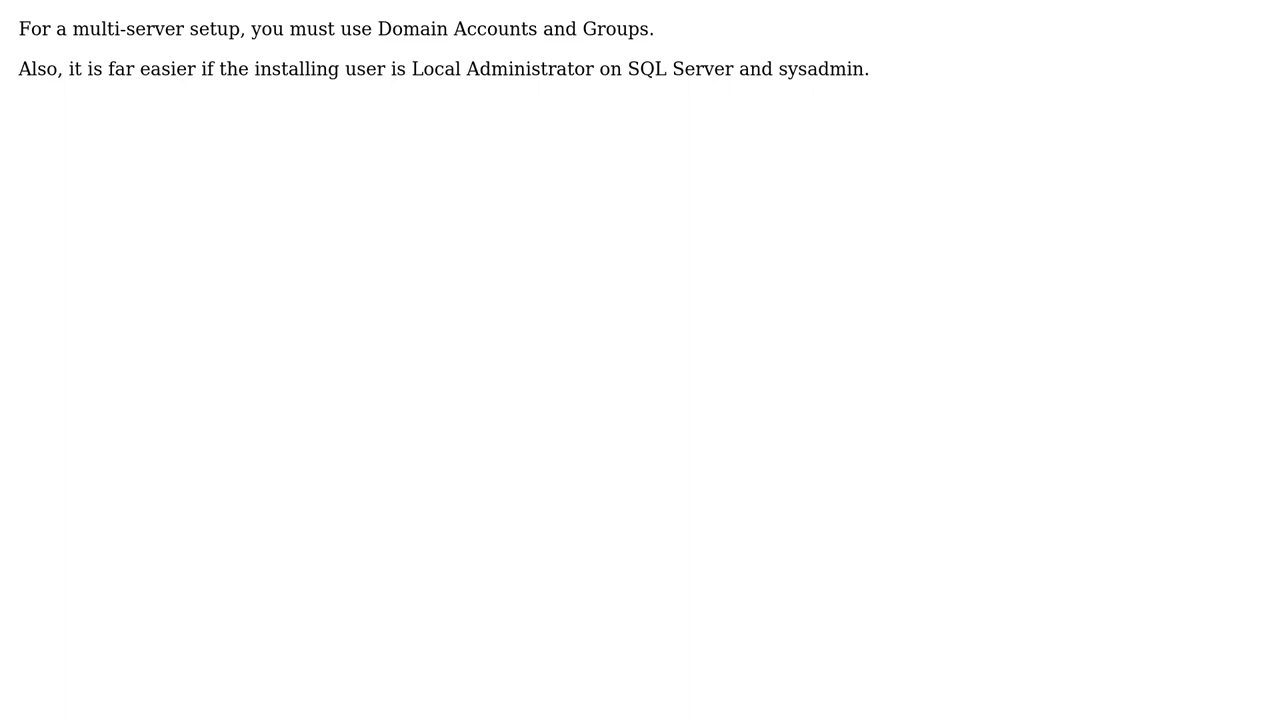 For a multi-server setup, you must use Domain Accounts and Groups.
Also, it is far easier if the installing user is Local Administrator on SQL Server and sysadmin.